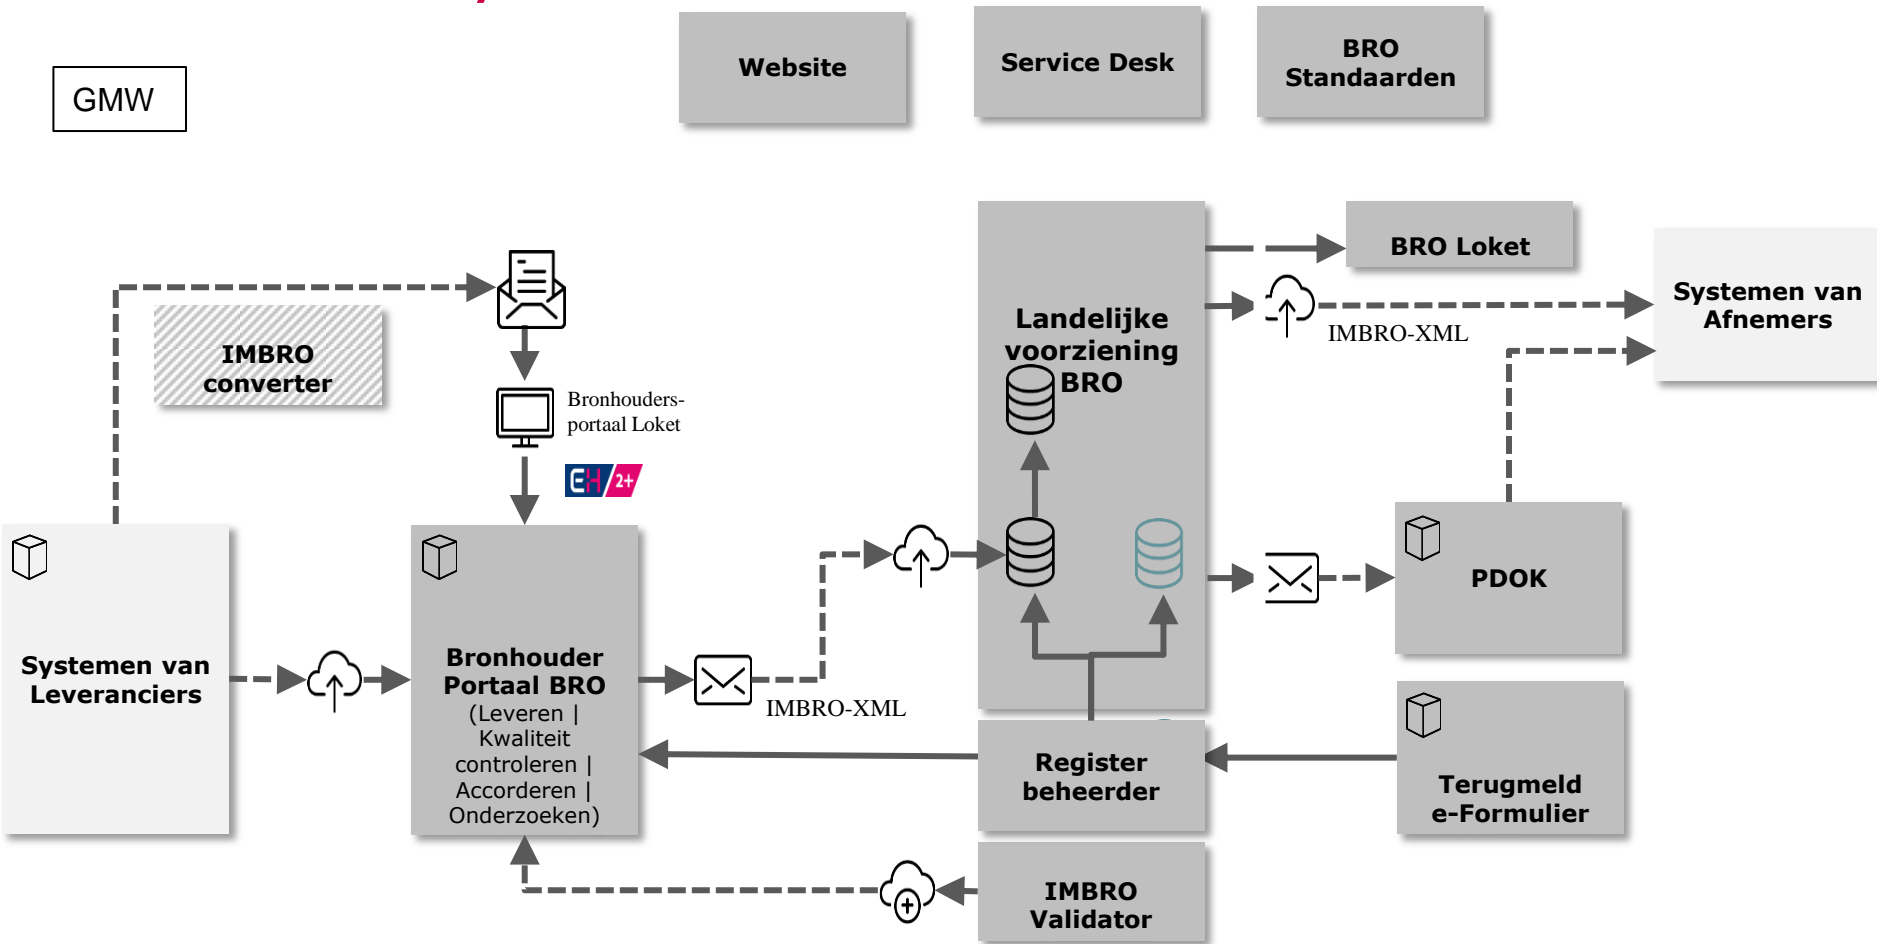 Website
Service Desk
BRO
Standaarden
GMW
BRO Loket
Systemen van
Afnemers
Landelijke
voorziening
BRO
IMBRO-XML
IMBRO
converter
Bronhouders-
portaal Loket
EH 2+
PDOK
Systemen van
Leveranciers
Bronhouder
Portaal BRO
(Leveren |
Kwaliteit
controleren |
Accorderen |
Onderzoeken)
IMBRO-XML
Register
beheerder
Terugmeld
e-Formulier
IMBRO
Validator